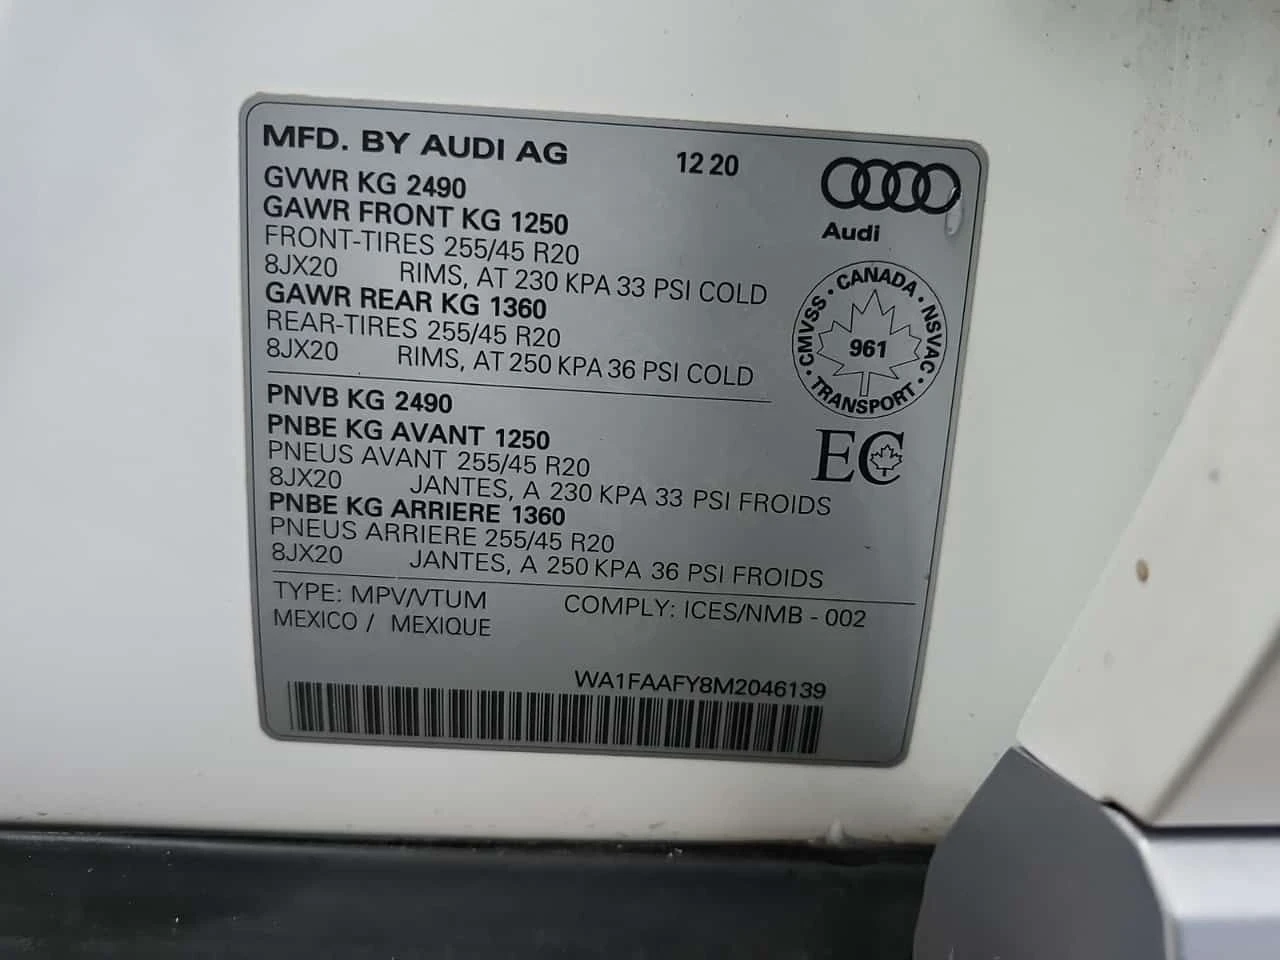 MFD. BY AUDI AG 12 20
GVWR KG 2490
GAWR FRONT KG 1250
FRONT-TIRES 255/45 R20
8JX20 RIMS, AT 230 KPA 33 PSI COLD
GAWR REAR KG 1360
REAR-TIRES 255/45 R20
8JX20 RIMS, AT 250 KPA 36 PSI COLD
Audi
CMVSS · CANADA · NSVAC · TRANSPORT ·
961
EC
PNVB KG 2490
PNBE KG AVANT 1250
PNEUS AVANT 255/45 R20
8JX20 JANTES, A 230 KPA 33 PSI FROIDS
PNBE KG ARRIERE 1360
PNEUS ARRIERE 255/45 R20
8JX20 JANTES, A 250 KPA 36 PSI FROIDS
TYPE: MPV/VTUM COMPLY: ICES/NMB - 002
MEXICO / MEXIQUE
WA1FAAFY8M2046139